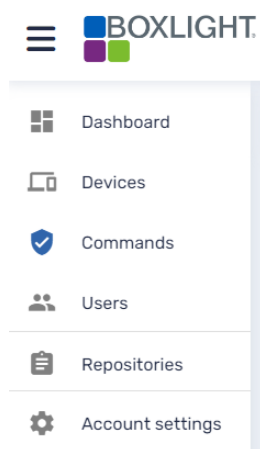 BOXLIGHT.
Dashboard
Devices
Commands
Users
Repositories
Account settings